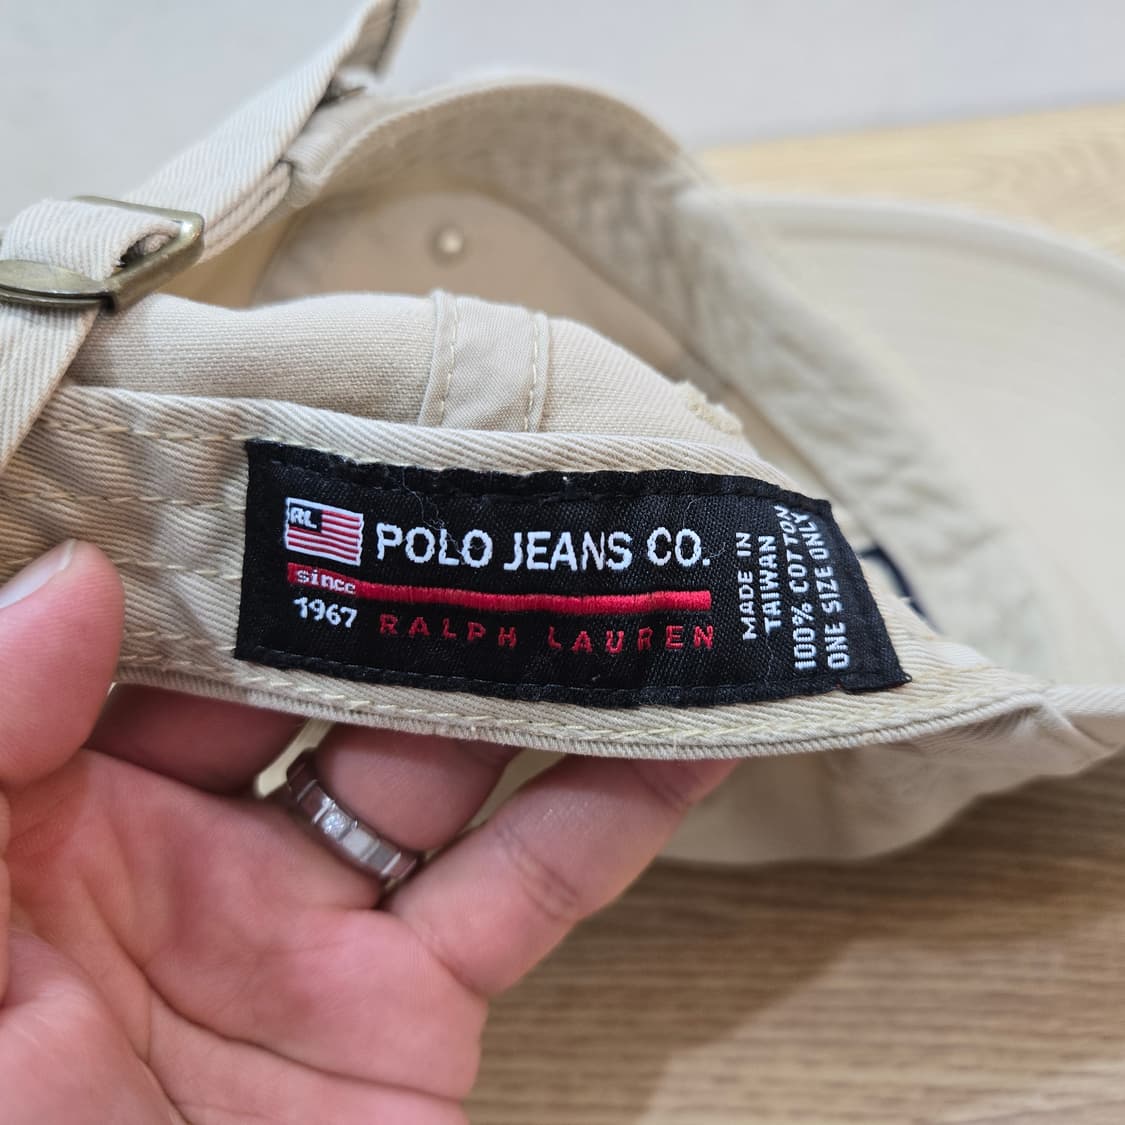 RL
POLO JEANS CO.
since
1967
RALPH LAUREN
MADE IN
TAIWAN
100% COTTON
ONE SIZE ONLY